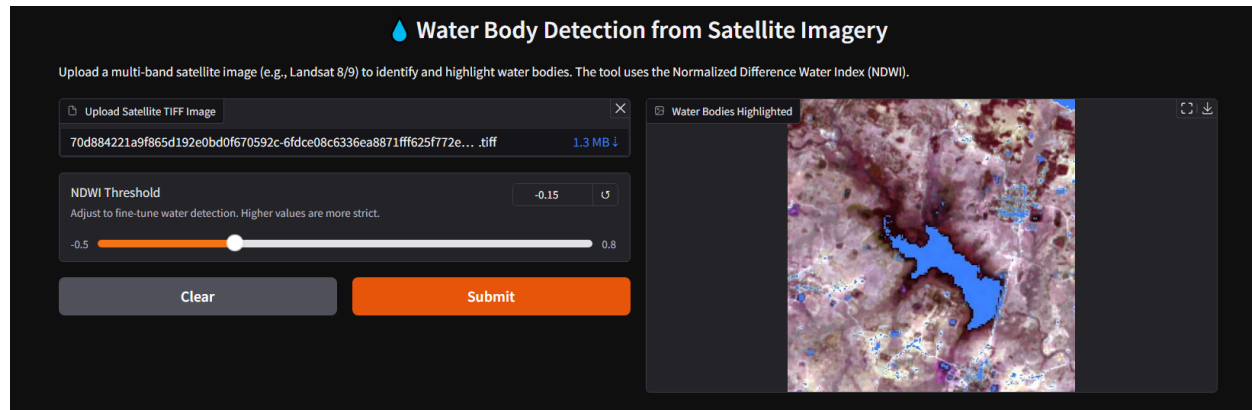 💧 Water Body Detection from Satellite Imagery
Upload a multi-band satellite image (e.g., Landsat 8/9) to identify and highlight water bodies. The tool uses the Normalized Difference Water Index (NDWI).
Upload Satellite TIFF Image
70d884221a9f865d192e0bd0f670592c-6fdce08c6336ea8871fff625f772e... .tiff 1.3 MB ↓
NDWI Threshold
-0.15
Adjust to fine-tune water detection. Higher values are more strict.
-0.5 0.8
Clear Submit
Water Bodies Highlighted